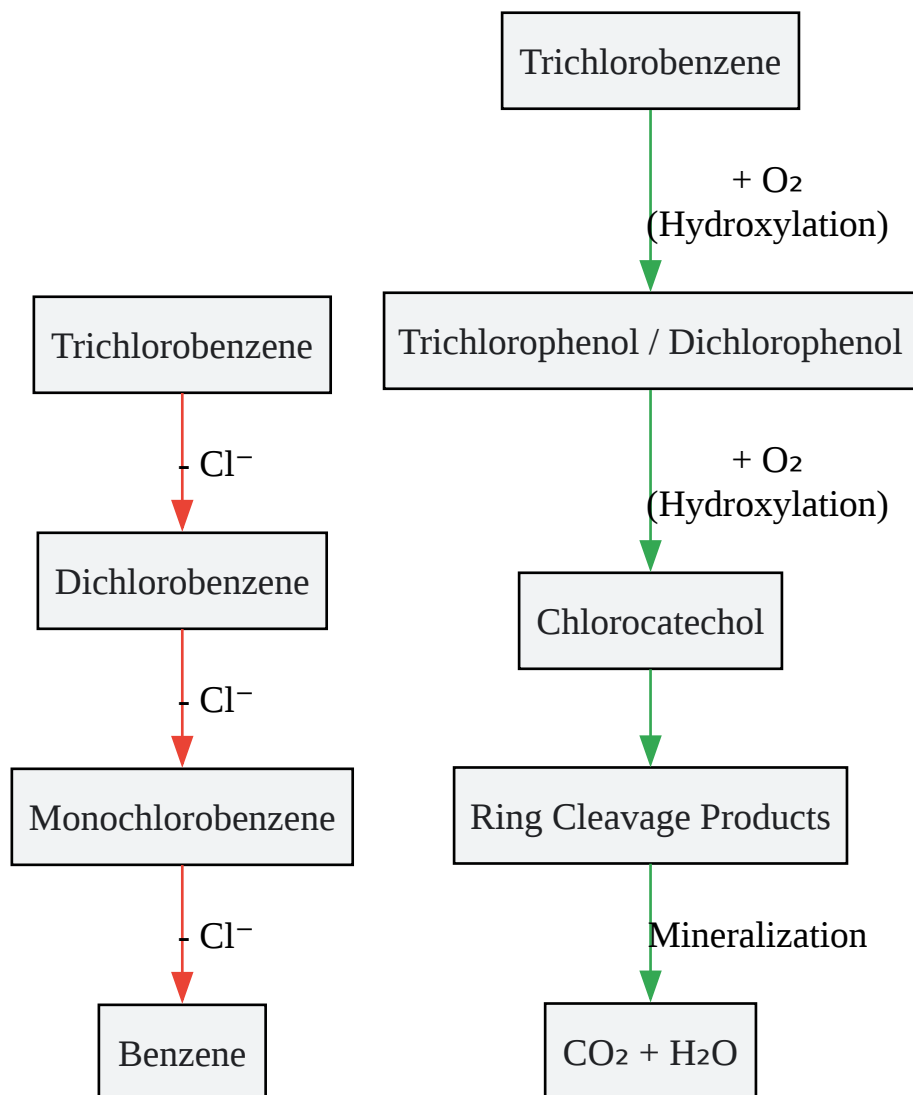 Trichlorobenzene
- Cl⁻
Dichlorobenzene
- Cl⁻
Monochlorobenzene
- Cl⁻
Benzene
Trichlorobenzene
+ O₂
(Hydroxylation)
Trichlorophenol / Dichlorophenol
+ O₂
(Hydroxylation)
Chlorocatechol
Ring Cleavage Products
Mineralization
CO₂ + H₂O